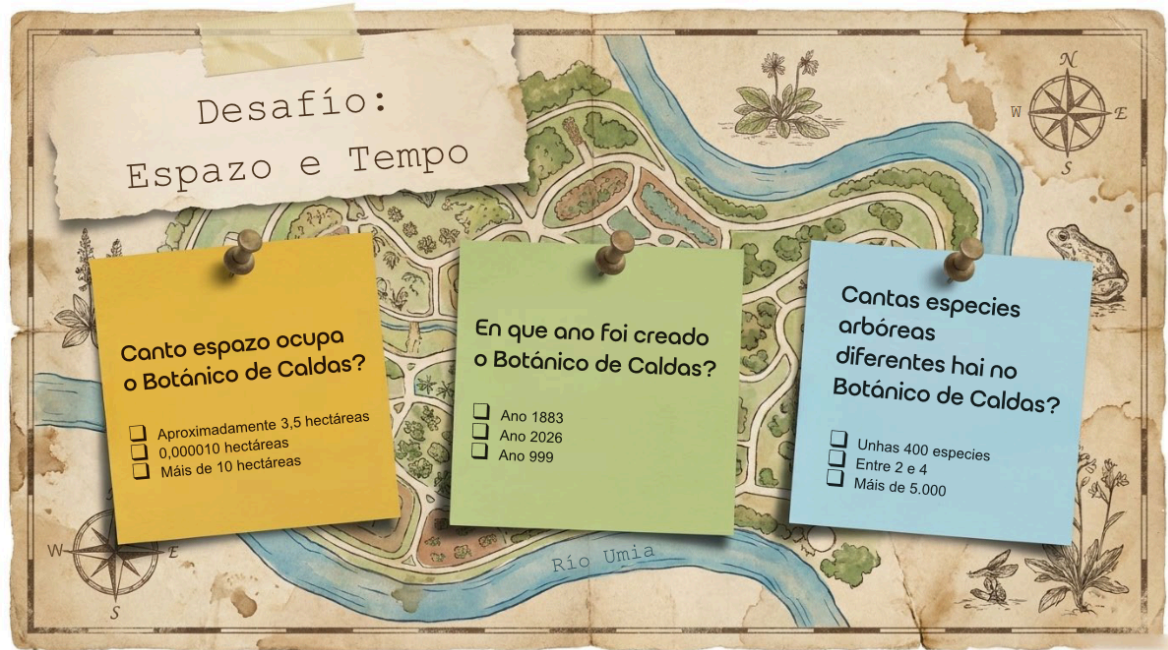 Desafío:
Espazo e Tempo
N
W
E
S
Canto espazo ocupa
o Botánico de Caldas?
❏ Aproximadamente 3,5 hectáreas
❏ 0,000010 hectáreas
❏ Máis de 10 hectáreas
En que ano foi creado
o Botánico de Caldas?
❏ Ano 1883
❏ Ano 2026
❏ Ano 999
Cantas especies
arbóreas
diferentes hai no
Botánico de Caldas?
❏ Unhas 400 especies
❏ Entre 2 e 4
❏ Máis de 5.000
W
E
S
Río Umia